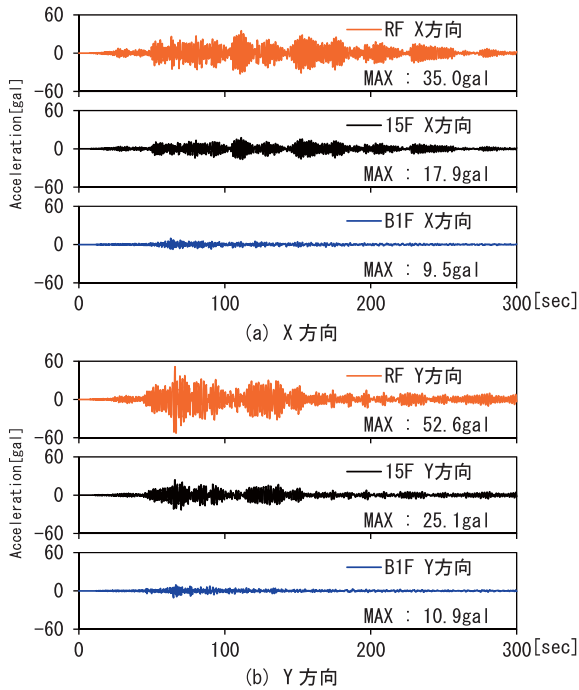 60
RF X方向
0
MAX : 35.0gal
-60
60
15F X方向
0
MAX : 17.9gal
-60
60
B1F X方向
0
MAX : 9.5gal
-60
Acceleration[gal]
0 100 200 300[sec]
(a) X 方向
60
RF Y方向
0
MAX : 52.6gal
-60
60
15F Y方向
0
MAX : 25.1gal
-60
60
B1F Y方向
0
MAX : 10.9gal
-60
Acceleration[gal]
0 100 200 300[sec]
(b) Y 方向